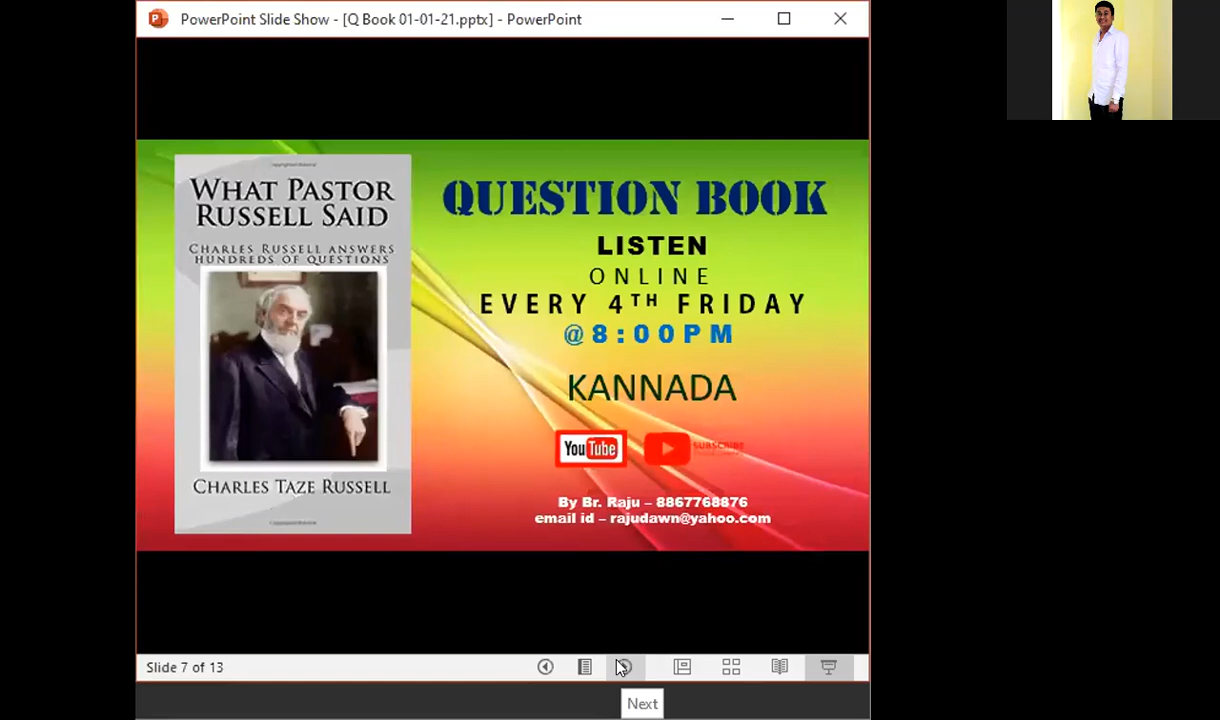 PowerPoint Slide Show - [Q Book 01-01-21.pptx] - PowerPoint
WHAT PASTOR
RUSSELL SAID
CHARLES RUSSELL ANSWERS
HUNDREDS OF QUESTIONS
CHARLES TAZE RUSSELL
QUESTION BOOK
LISTEN
ONLINE
EVERY 4TH FRIDAY
@8:00PM
KANNADA
YouTube
SUBSCRIBE
By Br. Raju – 8867768876
email id – rajudawn@yahoo.com
Slide 7 of 13
Next